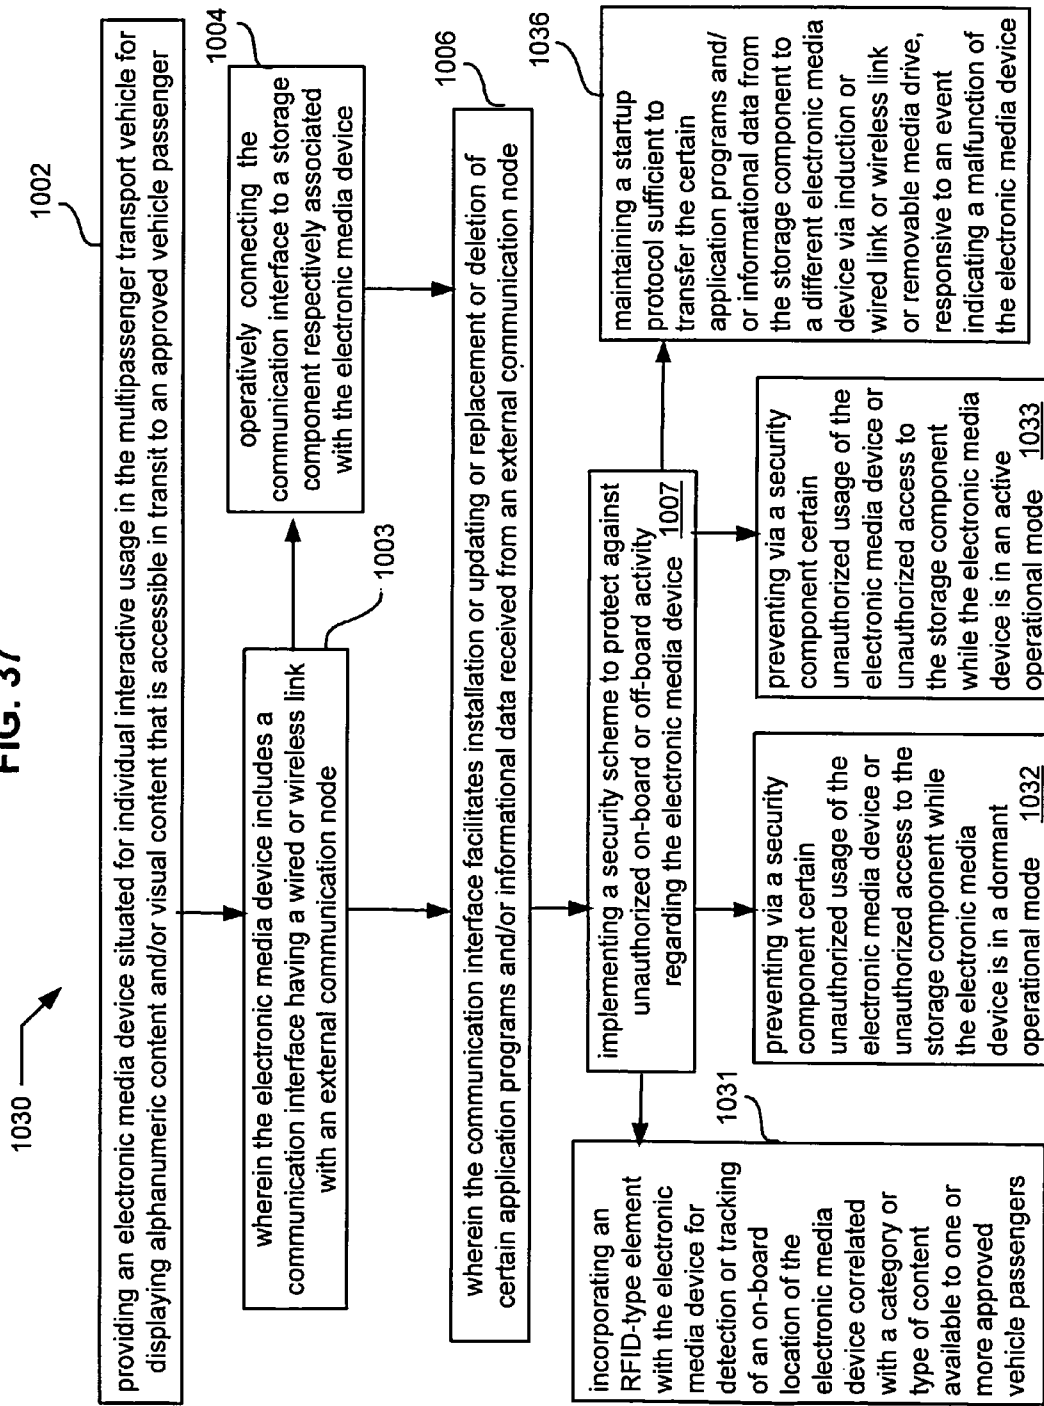 FIG. 37
1030
1002
providing an electronic media device situated for individual interactive usage in the multipassenger transport vehicle for
displaying alphanumeric content and/or visual content that is accessible in transit to an approved vehicle passenger
wherein the electronic media device includes a
communication interface having a wired or wireless link
with an external communication node
1003
operatively connecting the
communication interface to a storage
component respectively associated
with the electronic media device
1004
wherein the communication interface facilitates installation or updating or replacement or deletion of
certain application programs and/or informational data received from an external communication node
1006
implementing a security scheme to protect against
unauthorized on-board or off-board activity
regarding the electronic media device 1007
incorporating an
RFID-type element
with the electronic
media device for
detection or tracking
of an on-board
location of the
electronic media
device correlated
with a category or
type of content
available to one or
more approved
vehicle passengers
1031
preventing via a security
component certain
unauthorized usage of the
electronic media device or
unauthorized access to the
storage component while
the electronic media
device is in a dormant
operational mode 1032
preventing via a security
component certain
unauthorized usage of the
electronic media device or
unauthorized access to
the storage component
while the electronic media
device is in an active
operational mode 1033
maintaining a startup
protocol sufficient to
transfer the certain
application programs and/
or informational data from
the storage component to
a different electronic media
device via induction or
wired link or wireless link
or removable media drive,
responsive to an event
indicating a malfunction of
the electronic media device
1036